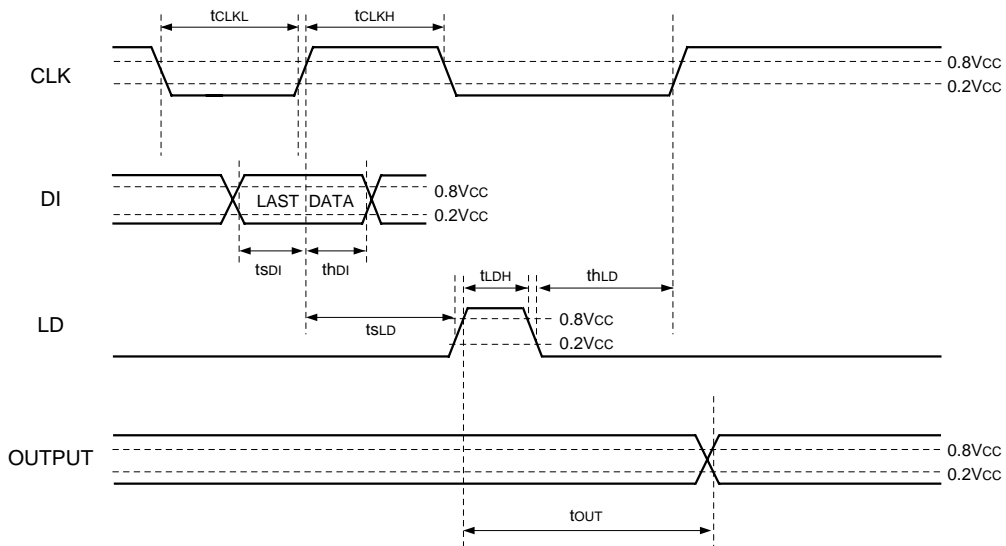 tCLKL
tCLKH
CLK
0.8VCC
0.2VCC
DI
LAST DATA
0.8VCC
0.2VCC
tsDI
thDI
tLDH
thLD
LD
tsLD
0.8VCC
0.2VCC
OUTPUT
0.8VCC
0.2VCC
tOUT